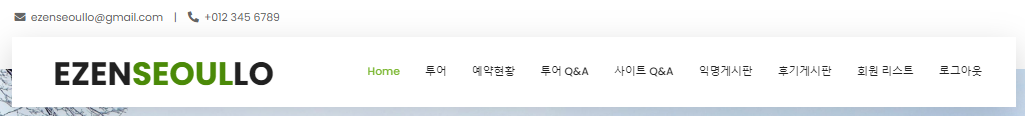 ezenseoullo@gmail.com | +012 345 6789
EZENSEOULLO Home 투어 예약현황 투어 Q&A 사이트 Q&A 익명게시판 후기게시판 회원 리스트 로그아웃